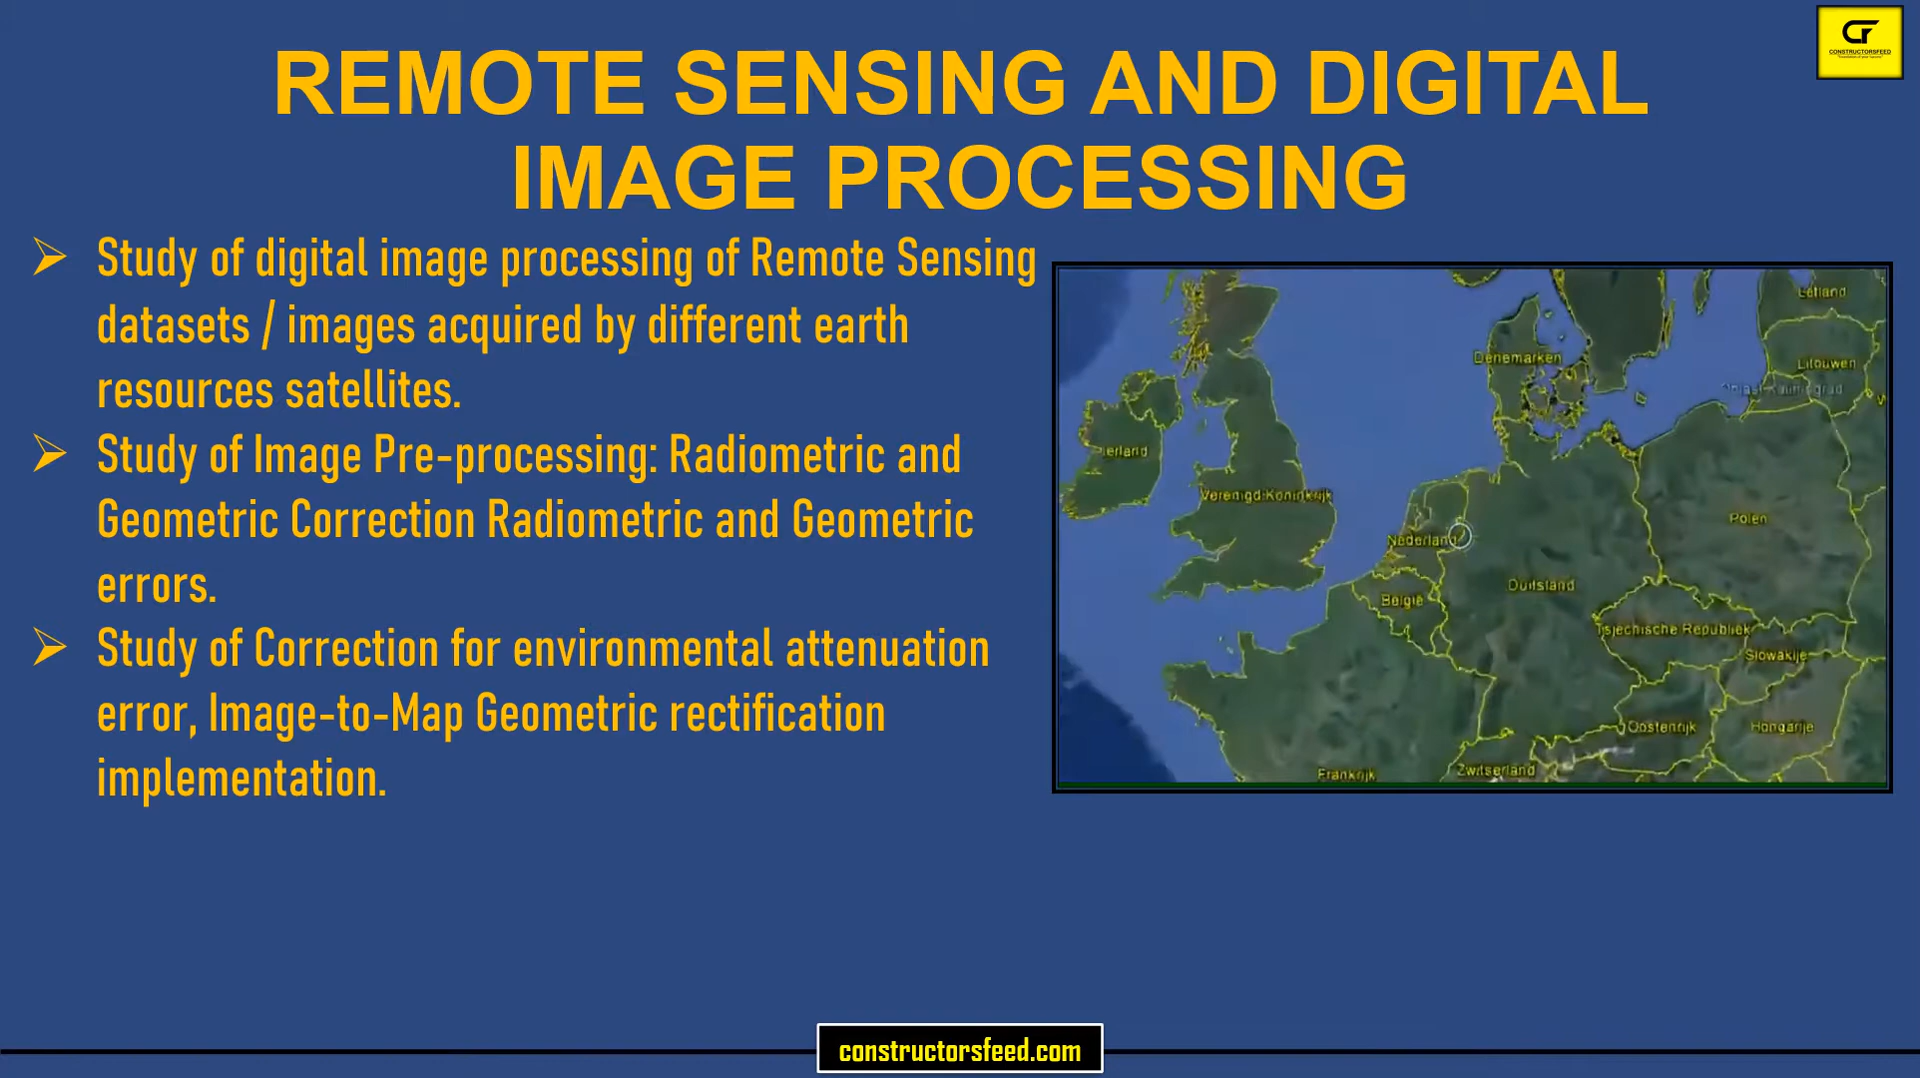 CF
CONSTRUCTORSFEED
REMOTE SENSING AND DIGITAL
IMAGE PROCESSING
➢ Study of digital image processing of Remote Sensing
datasets / images acquired by different earth
resources satellites.
➢ Study of Image Pre-processing: Radiometric and
Geometric Correction Radiometric and Geometric
errors.
➢ Study of Correction for environmental attenuation
error, Image-to-Map Geometric rectification
implementation.
Letland
Denemarken
Litouwen
Ierland
Verenigd Koninkrijk
Polen
Nederland
Duitsland
België
Tsjechische Republiek
Slowakije
Oostenrijk
Hongarije
Frankrijk
Zwitserland
constructorsfeed.com